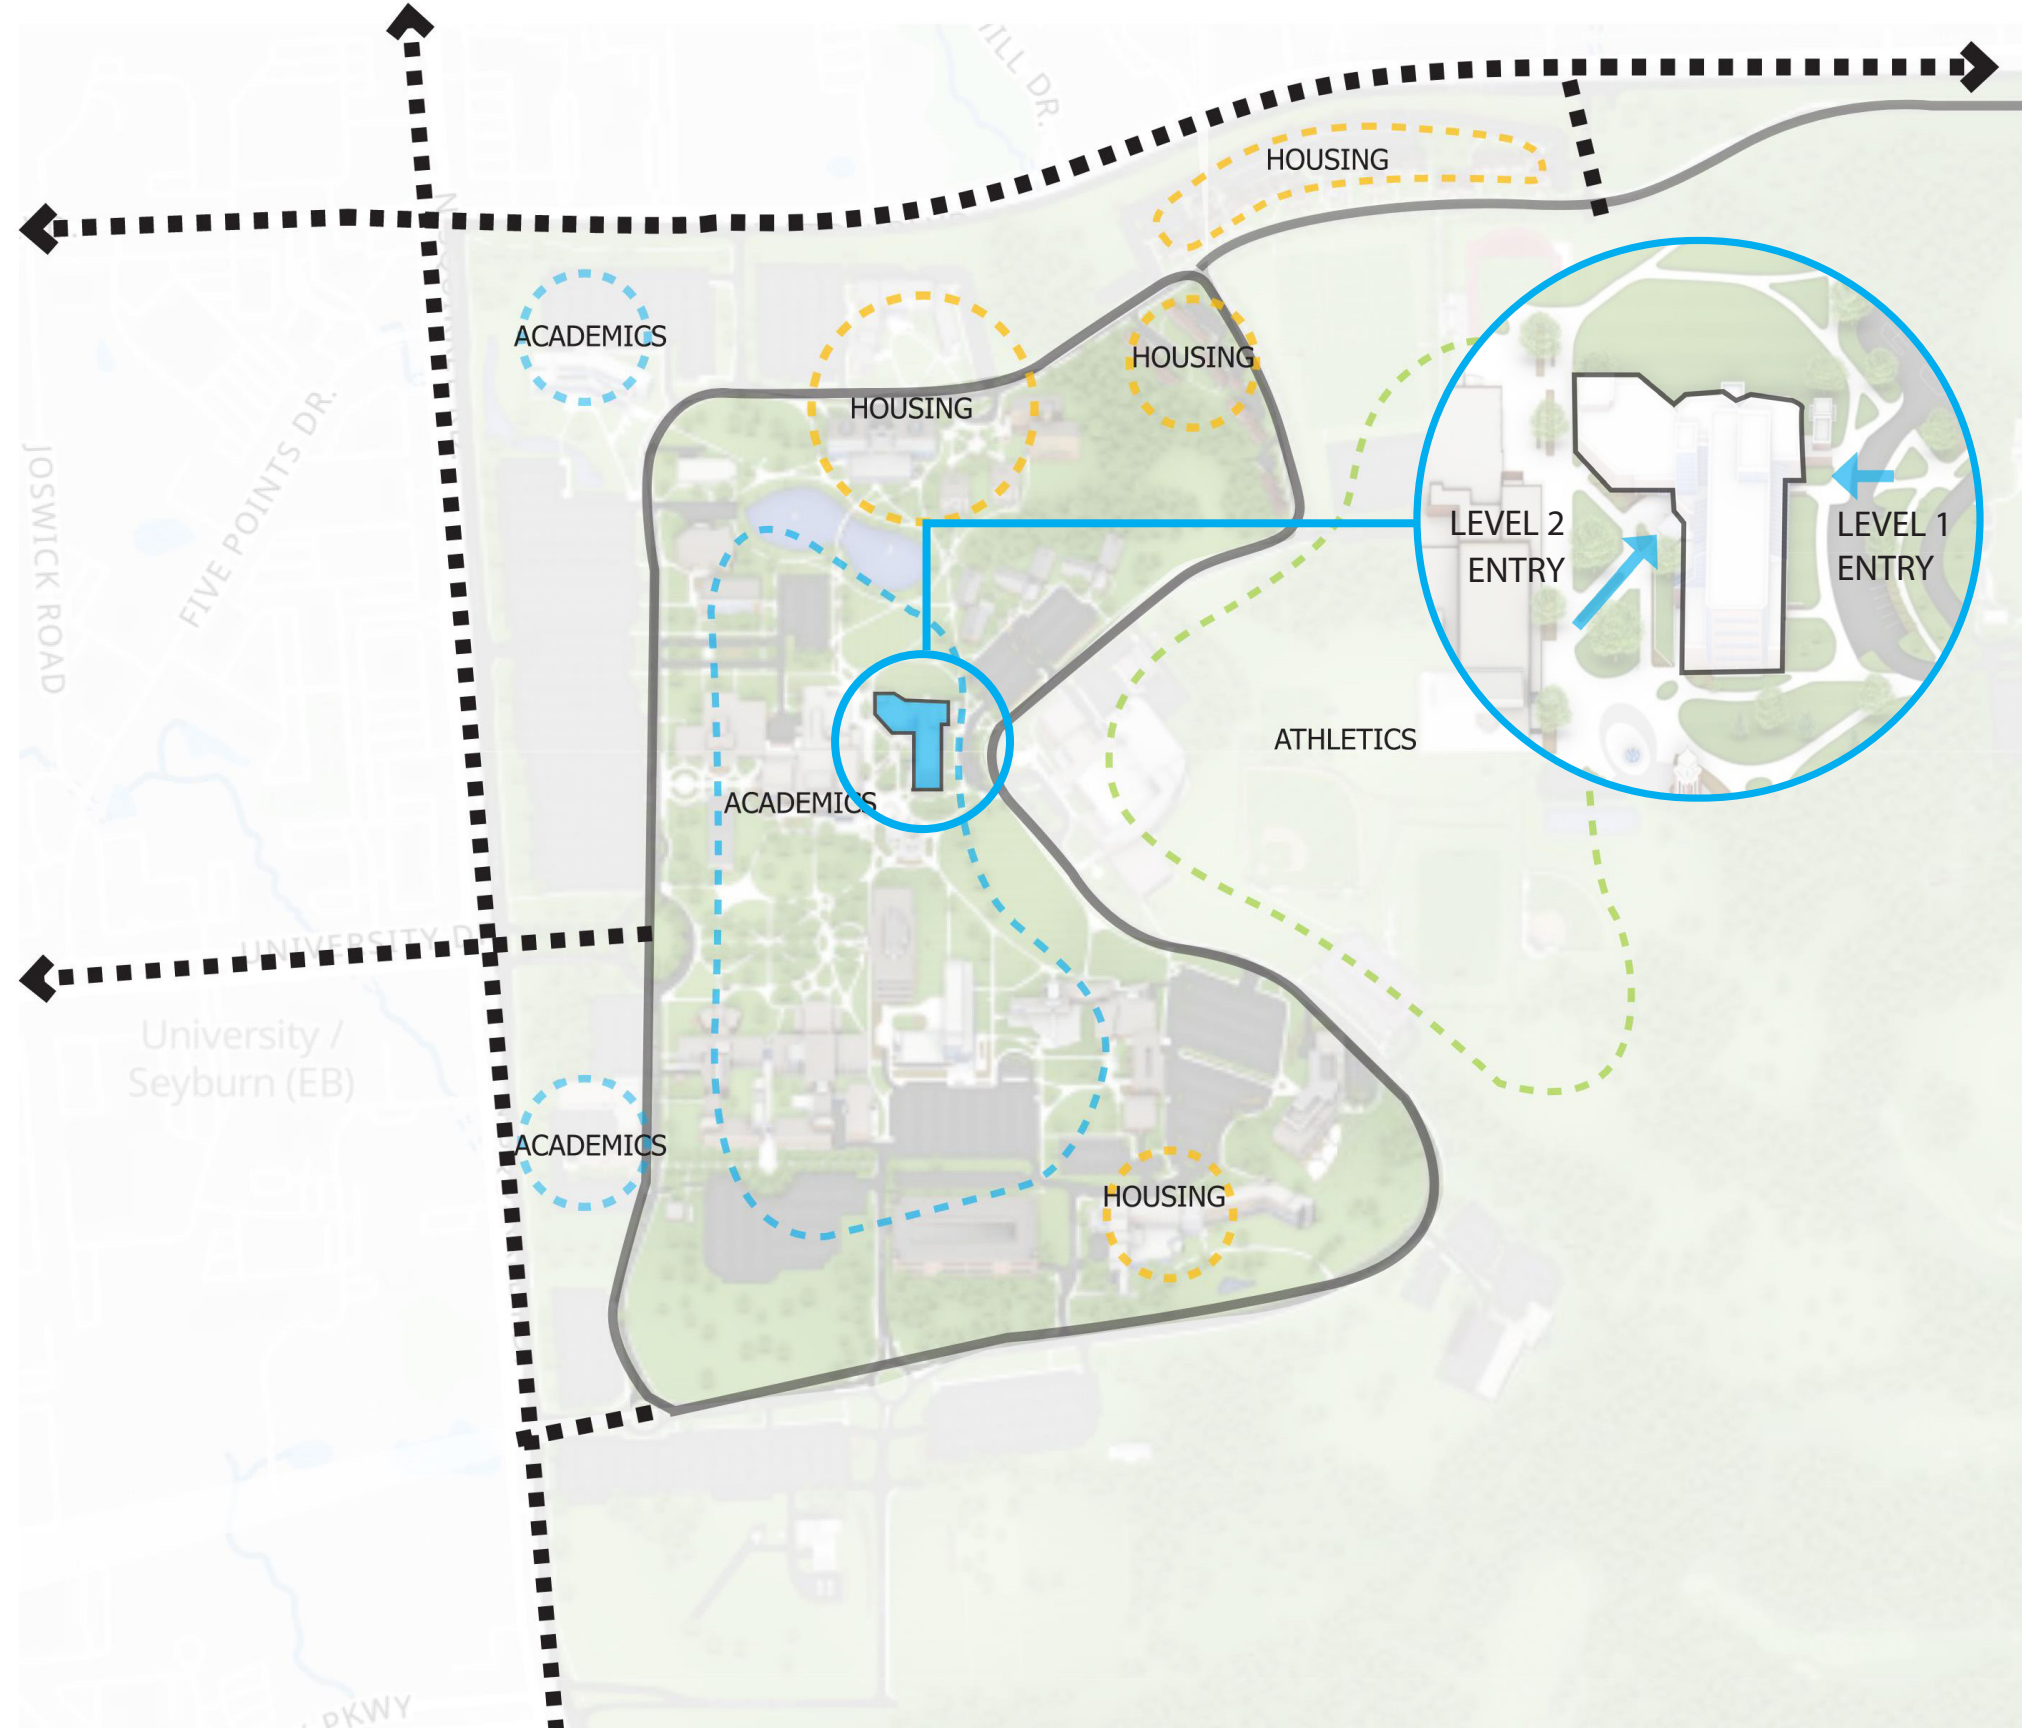 HOUSING
ACADEMICS
HOUSING
HOUSING
LEVEL 2
ENTRY
LEVEL 1
ENTRY
JOSWICK ROAD
FIVE POINTS DR.
ATHLETICS
ACADEMICS
UNIVERSITY
University /
Seyburn (EB)
ACADEMICS
HOUSING
PKWY